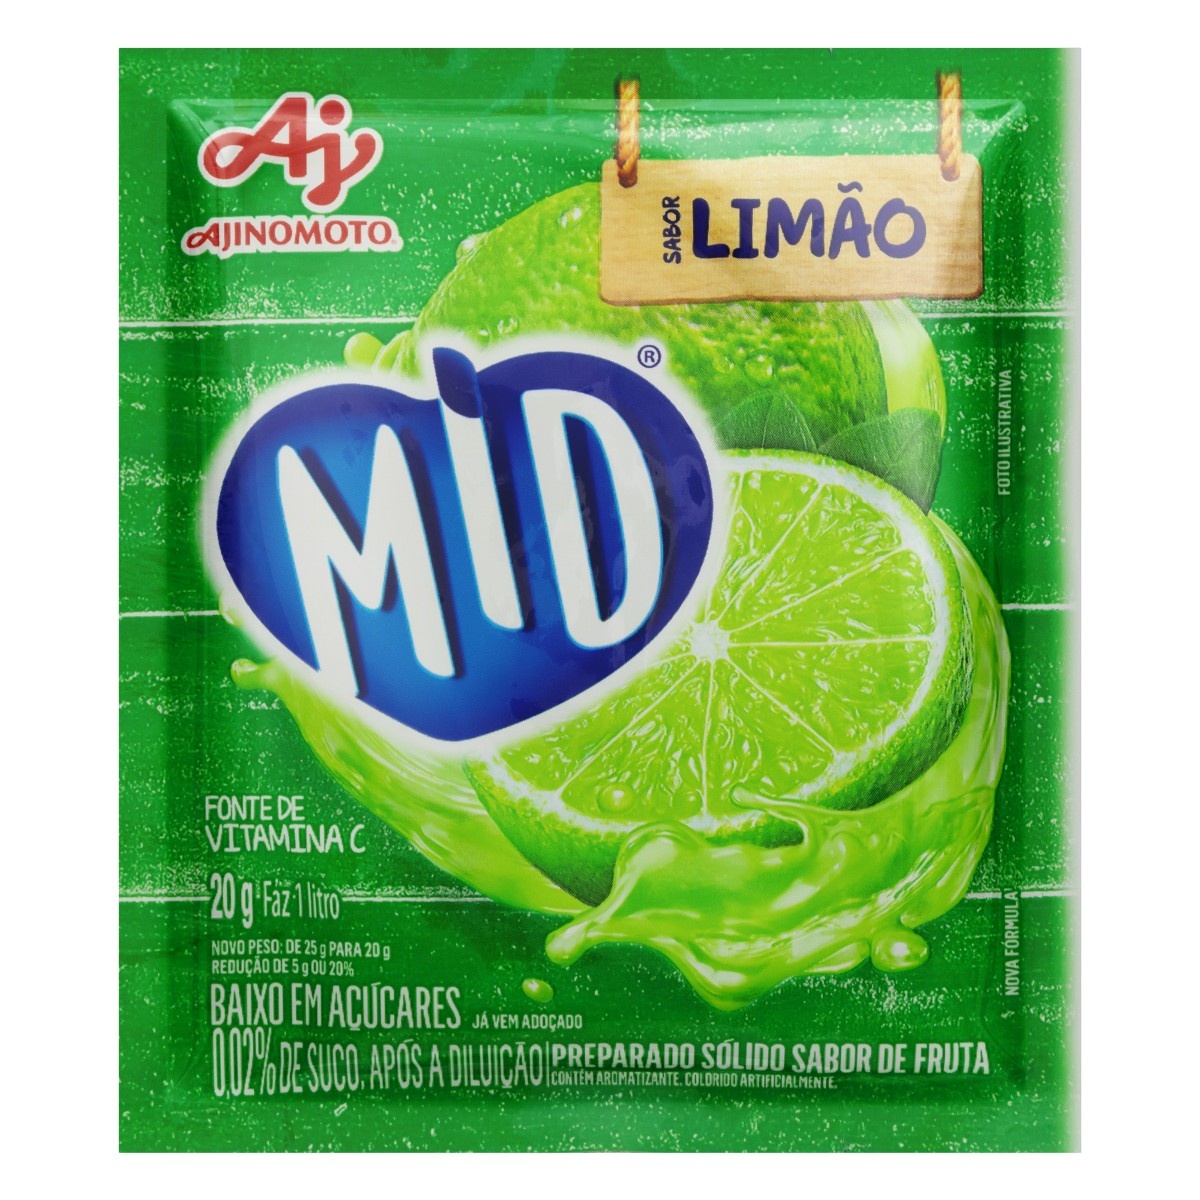 Aj
AJINOMOTO®
SABOR
LIMÃO
MID®
FOTO ILUSTRATIVA
FONTE DE
VITAMINA C
20 g · Faz 1 litro
NOVO PESO: DE 25 g PARA 20 g
REDUÇÃO DE 5 g OU 20%
BAIXO EM AÇÚCARES JÁ VEM ADOÇADO
0,02% DE SUCO, APÓS A DILUIÇÃO
PREPARADO SÓLIDO SABOR DE FRUTA
CONTÉM AROMATIZANTE. COLORIDO ARTIFICIALMENTE.
NOVA FÓRMULA